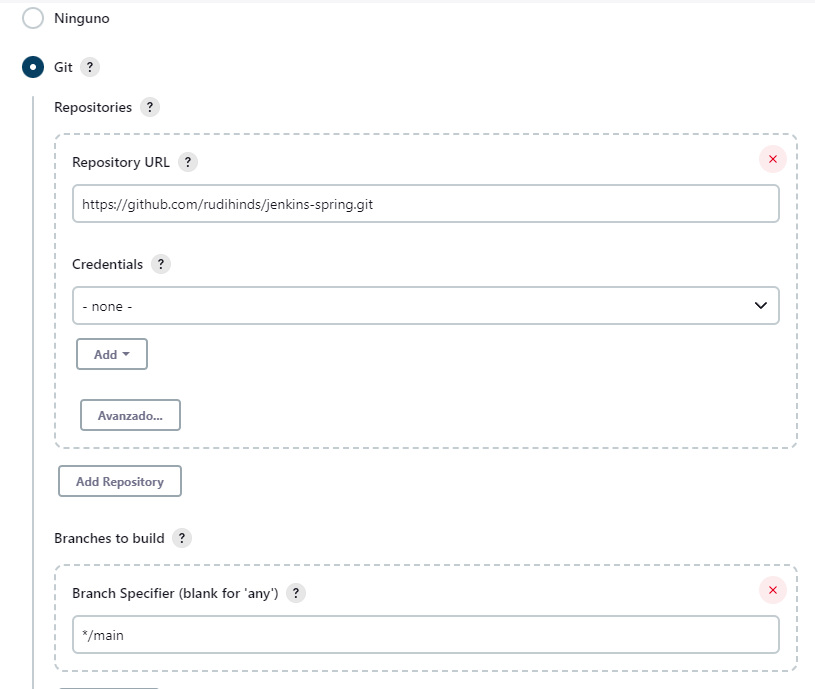 Ninguno
Git ?
Repositories ?
Repository URL ?
https://github.com/rudihinds/jenkins-spring.git
Credentials ?
- none -
Add
Avanzado...
Add Repository
Branches to build ?
Branch Specifier (blank for 'any') ?
*/main